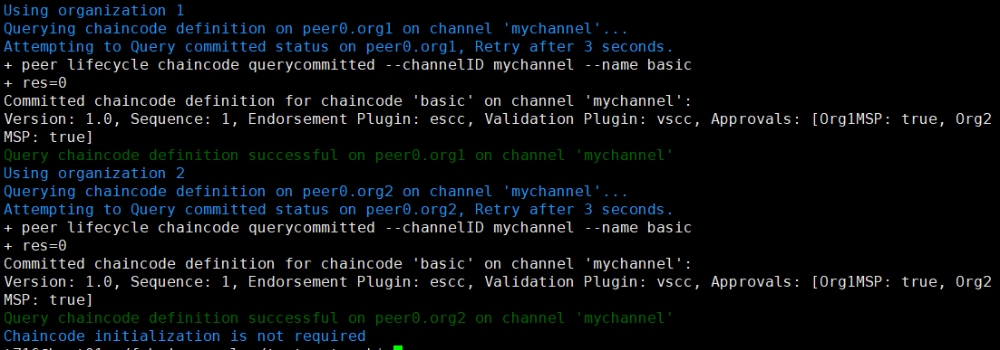 Using organization 1
Querying chaincode definition on peer0.org1 on channel 'mychannel'...
Attempting to Query committed status on peer0.org1, Retry after 3 seconds.
+ peer lifecycle chaincode querycommitted --channelID mychannel --name basic
+ res=0
Committed chaincode definition for chaincode 'basic' on channel 'mychannel':
Version: 1.0, Sequence: 1, Endorsement Plugin: escc, Validation Plugin: vscc, Approvals: [Org1MSP: true, Org2
MSP: true]
Query chaincode definition successful on peer0.org1 on channel 'mychannel'
Using organization 2
Querying chaincode definition on peer0.org2 on channel 'mychannel'...
Attempting to Query committed status on peer0.org2, Retry after 3 seconds.
+ peer lifecycle chaincode querycommitted --channelID mychannel --name basic
+ res=0
Committed chaincode definition for chaincode 'basic' on channel 'mychannel':
Version: 1.0, Sequence: 1, Endorsement Plugin: escc, Validation Plugin: vscc, Approvals: [Org1MSP: true, Org2
MSP: true]
Query chaincode definition successful on peer0.org2 on channel 'mychannel'
Chaincode initialization is not required